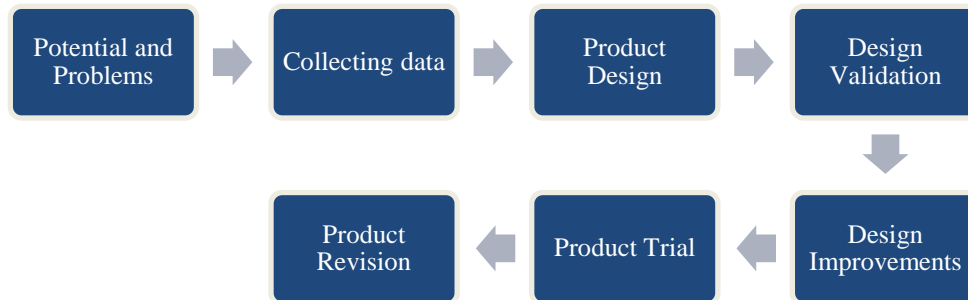 Potential and
Problems
Collecting data
Product
Design
Design
Validation
Design
Improvements
Product Trial
Product
Revision